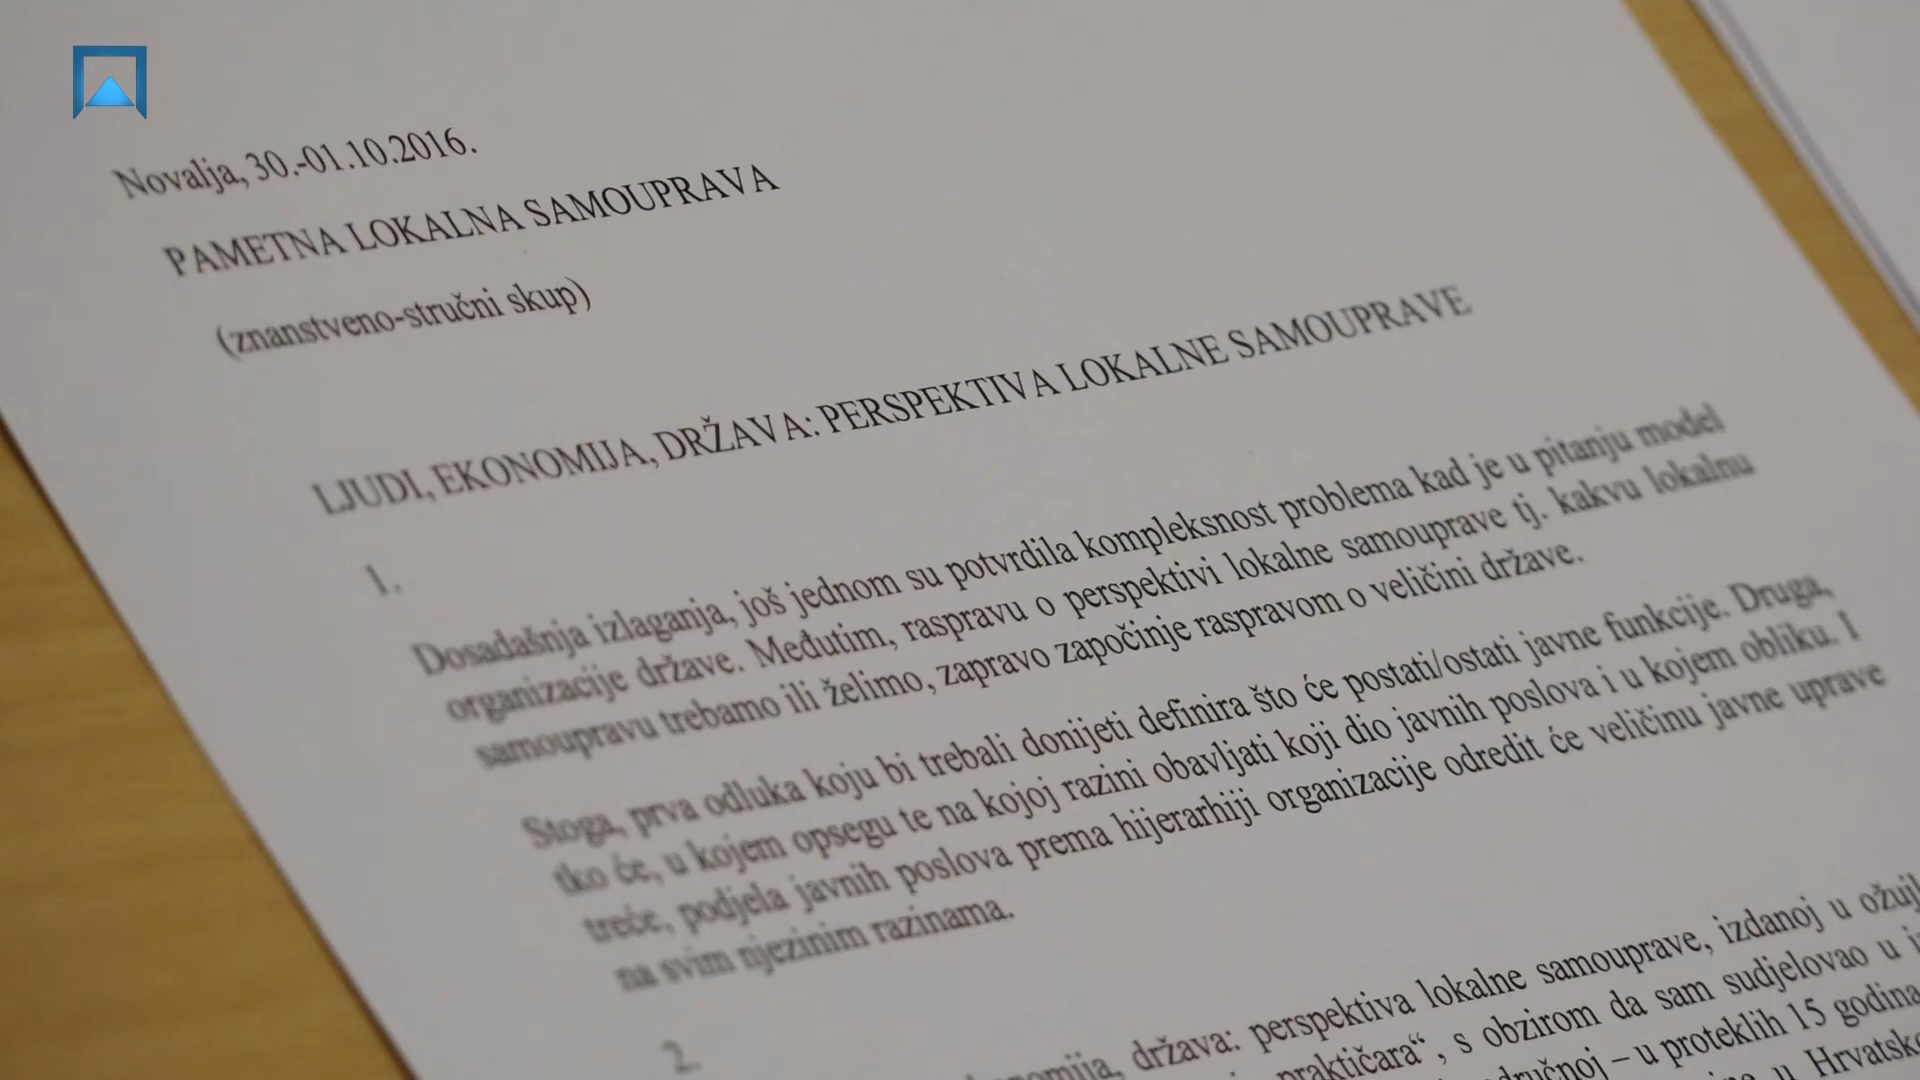 Novalja, 30.-01.10.2016.
PAMETNA LOKALNA SAMOUPRAVA
(znanstveno-stručni skup)
LJUDI, EKONOMIJA, DRŽAVA: PERSPEKTIVA LOKALNE SAMOUPRAVE
1.
Dosadašnja izlaganja, još jednom su potvrdila kompleksnost problema kad je u pitanju model
organizacije države. Međutim, raspravu o perspektivi lokalne samouprave tj. kakvu lokalnu
samoupravu trebamo ili želimo, zapravo započinje raspravom o veličini države.
Stoga, prva odluka koju bi trebali donijeti definira što će postati/ostati javne funkcije. Druga,
tko će, u kojem opsegu te na kojoj razini obavljati koji dio javnih poslova i u kojem obliku. I
treće, podjela javnih poslova prema hijerarhiji organizacije odredit će veličinu javne uprave
na svim njezinim razinama.
2.
država: perspektiva lokalne samouprave, izdanoj u
praktičara“, s obzirom da sam sudjelovao u
– u proteklih 15 godina
u